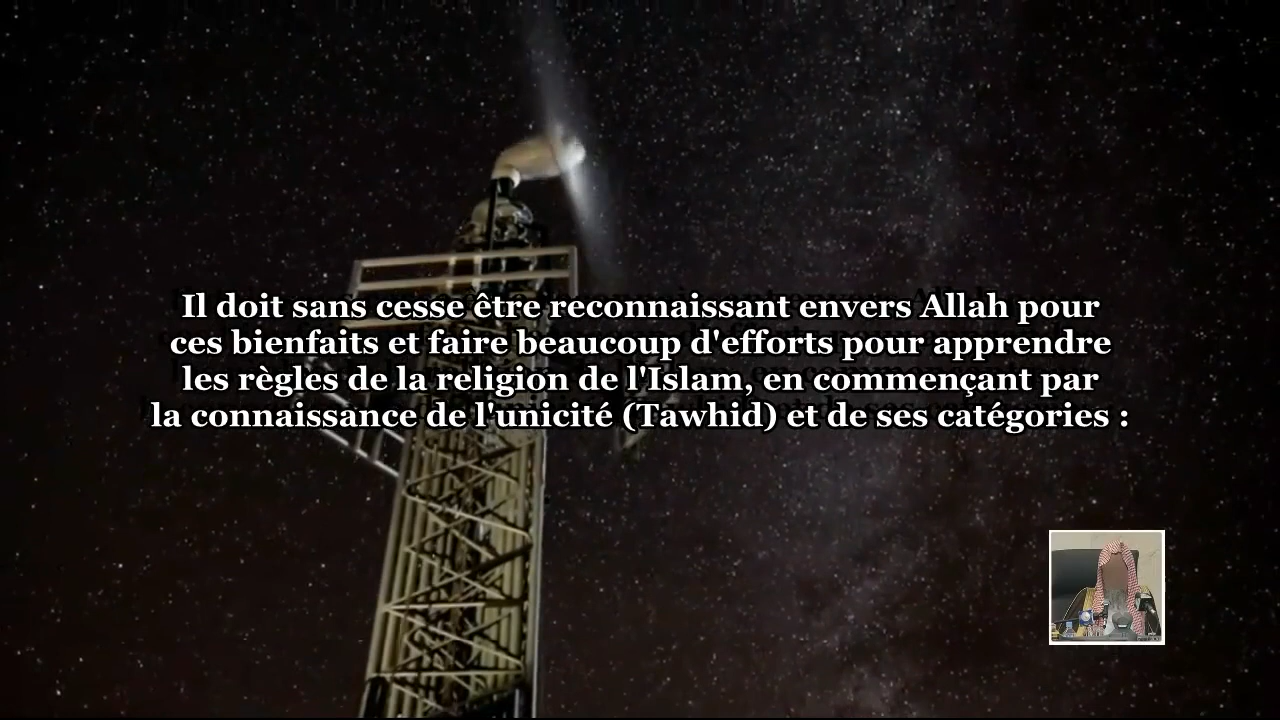 Il doit sans cesse être reconnaissant envers Allah pour
ces bienfaits et faire beaucoup d'efforts pour apprendre
les règles de la religion de l'Islam, en commençant par
la connaissance de l'unicité (Tawhid) et de ses catégories :